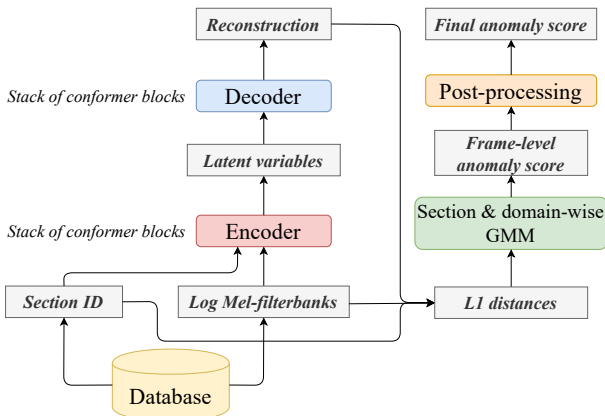 Reconstruction
Final anomaly score
Stack of conformer blocks
Decoder
Post-processing
Latent variables
Frame-level
anomaly score
Stack of conformer blocks
Encoder
Section & domain-wise
GMM
Section ID
Log Mel-filterbanks
L1 distances
Database